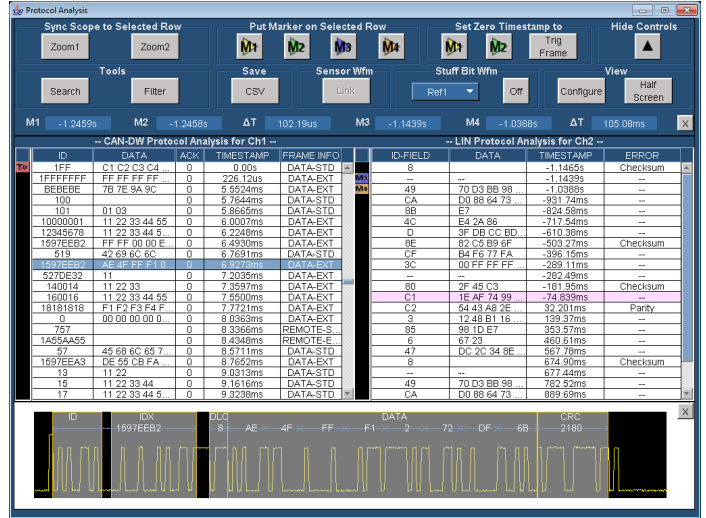 Protocol Analysis
Sync Scope to Selected Row Put Marker on Selected Row Set Zero Timestamp to Hide Controls
Zoom1 Zoom2 M1 M2 M3 M4 M1 M2 Trig Frame
Tools Save Sensor Wfm Stuff Bit Wfm View
Search Filter CSV Link Ref1 Off Configure Half Screen
M1 -1.2459s M2 -1.2458s ΔT 102.19us M3 -1.1439s M4 -1.0388s ΔT 105.08ms X
-- CAN-DW Protocol Analysis for Ch1 -- -- LIN Protocol Analysis for Ch2 --
ID DATA ACK TIMESTAMP FRAME INFO ID-FIELD DATA TIMESTAMP ERROR
To 1FF C1 C2 C3 C4 ... 0 0.00s DATA-STD 8 -1.1465s Checksum
1FFFFFFF FF FF FF FF ... 0 226.12us DATA-EXT M3 -- -- -1.1439s --
BEBEBE 7B 7E 9A 9C 0 5.5524ms DATA-EXT M4 49 70 D3 BB 98 ... -1.0388s --
100 0 5.7644ms DATA-STD CA D0 88 64 73 ... -931.74ms --
101 01 03 0 5.8665ms DATA-STD 8B E7 -824.58ms --
10000001 11 22 33 44 55 0 6.0007ms DATA-EXT 4C E4 2A 86 -717.54ms --
12345678 11 22 33 44 5... 0 6.2248ms DATA-EXT D 3F DB CC BD... -610.38ms --
1597EEB2 FF FF 00 00 E... 0 6.4930ms DATA-EXT 8E 82 C5 B9 6F -503.27ms Checksum
519 42 69 6C 6C 0 6.7691ms DATA-STD CF B4 F6 77 FA -396.15ms --
1597EEB2 AE 4F FF F1 0... 0 6.9273ms DATA-EXT 3C 00 FF FF FF -289.11ms --
527DE32 11 0 7.2035ms DATA-EXT -- -- -282.49ms --
140014 11 22 33 0 7.3597ms DATA-EXT 80 2F 45 C3 -181.95ms Checksum
160016 11 22 33 44 55 0 7.5500ms DATA-EXT C1 1E AF 74 99 ... -74.839ms --
18181818 F1 F2 F3 F4 F... 0 7.7721ms DATA-EXT C2 54 43 A8 2E ... 32.201ms Parity
0 00 00 00 00 0... 0 8.0363ms DATA-EXT 3 12 48 B1 16 ... 139.37ms --
757 0 8.3366ms REMOTE-S... 85 98 1D E7 353.57ms --
1A55AA55 0 8.4348ms REMOTE-E... 6 67 23 460.61ms --
57 45 68 6C 65 7... 0 8.5711ms DATA-STD 47 DC 2C 34 8E ... 567.78ms --
1597EEA3 DE 55 CB FA ... 0 8.7652ms DATA-EXT 8 674.90ms Checksum
13 11 22 0 9.0313ms DATA-STD -- -- 677.44ms --
15 11 22 33 44 0 9.1616ms DATA-STD 49 70 D3 BB 98 ... 782.52ms --
17 11 22 33 44 5... 0 9.3238ms DATA-STD CA D0 88 64 73 ... 889.69ms --
ID IDX DLC DATA CRC X
1597EEB2 8 AE 4F FF F1 2 72 DF 6B 2180